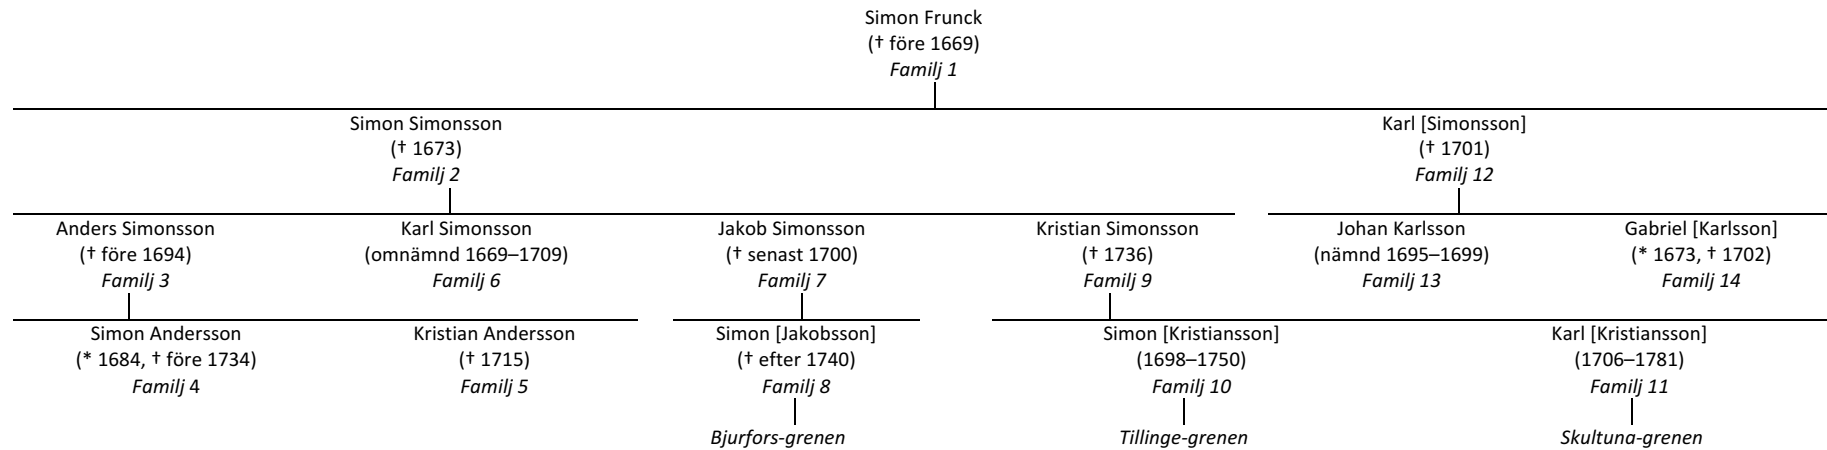 Simon Frunck
(† före 1669)
Familj 1
Simon Simonsson
(† 1673)
Familj 2
Karl [Simonsson]
(† 1701)
Familj 12
Anders Simonsson
(† före 1694)
Familj 3
Karl Simonsson
(omnämnd 1669–1709)
Familj 6
Jakob Simonsson
(† senast 1700)
Familj 7
Kristian Simonsson
(† 1736)
Familj 9
Johan Karlsson
(nämnd 1695–1699)
Familj 13
Gabriel [Karlsson]
(* 1673, † 1702)
Familj 14
Simon Andersson
(* 1684, † före 1734)
Familj 4
Kristian Andersson
(† 1715)
Familj 5
Simon [Jakobsson]
(† efter 1740)
Familj 8
Simon [Kristiansson]
(1698–1750)
Familj 10
Karl [Kristiansson]
(1706–1781)
Familj 11
Bjurfors-grenen
Tillinge-grenen
Skultuna-grenen